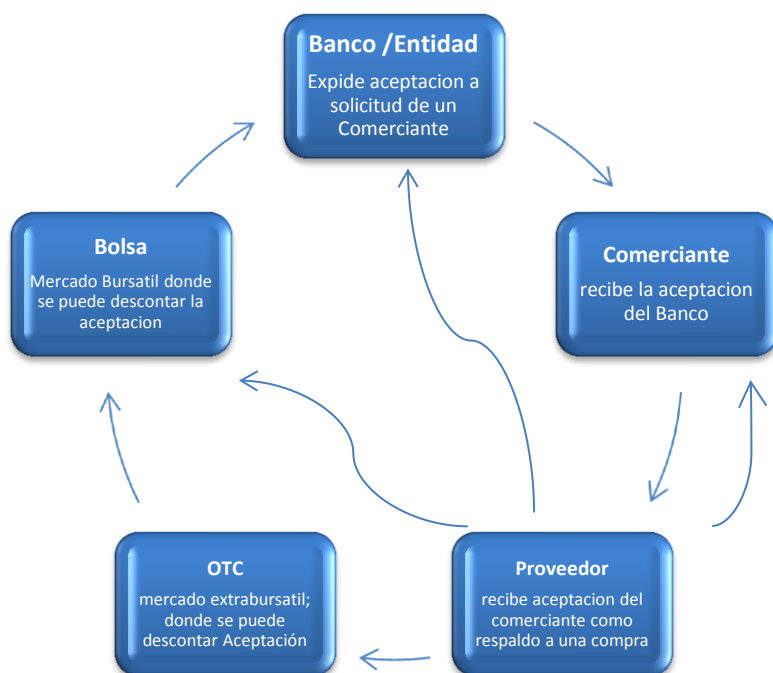 Banco /Entidad
Expide aceptacion a
solicitud de un
Comerciante
Bolsa
Mercado Bursatil donde
se puede descontar la
aceptacion
Comerciante
recibe la aceptacion
del Banco
OTC
mercado extrabursatil;
donde se puede
descontar Aceptación
Proveedor
recibe aceptacion del
comerciante como
respaldo a una compra